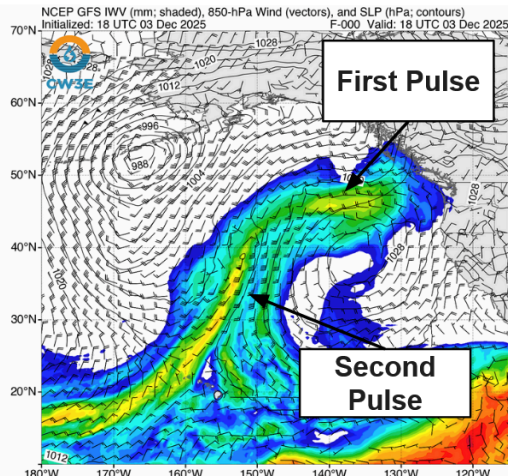 NCEP GFS IWV (mm; shaded), 850-hPa Wind (vectors), and SLP (hPa; contours)
Initialized: 18 UTC 03 Dec 2025 F-000 Valid: 18 UTC 03 Dec 2025
70°N
60°N
50°N
40°N
30°N
20°N
180°W
170°W
160°W
150°W
140°W
130°W
120°W
CW3E
First Pulse
Second
Pulse
1028
1020
1012
996
988
1004
1028
1028
1020
1012